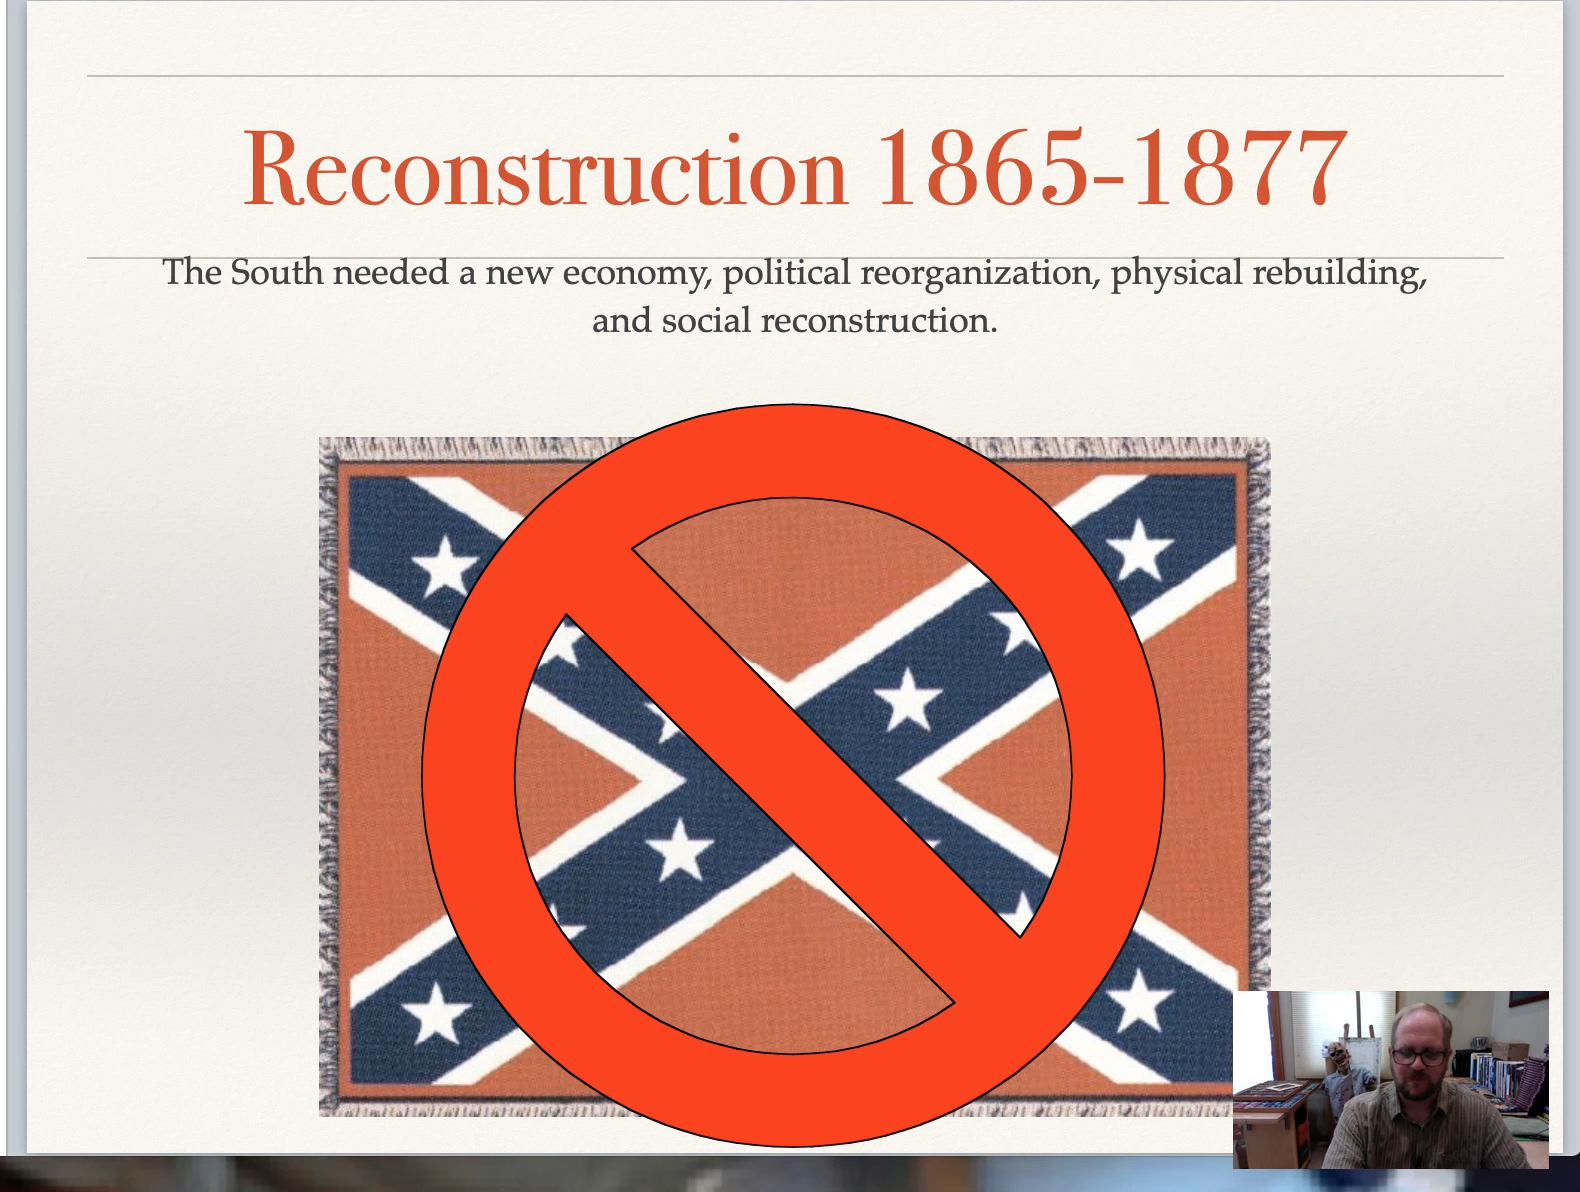 Reconstruction 1865-1877
The South needed a new economy, political reorganization, physical rebuilding,
and social reconstruction.